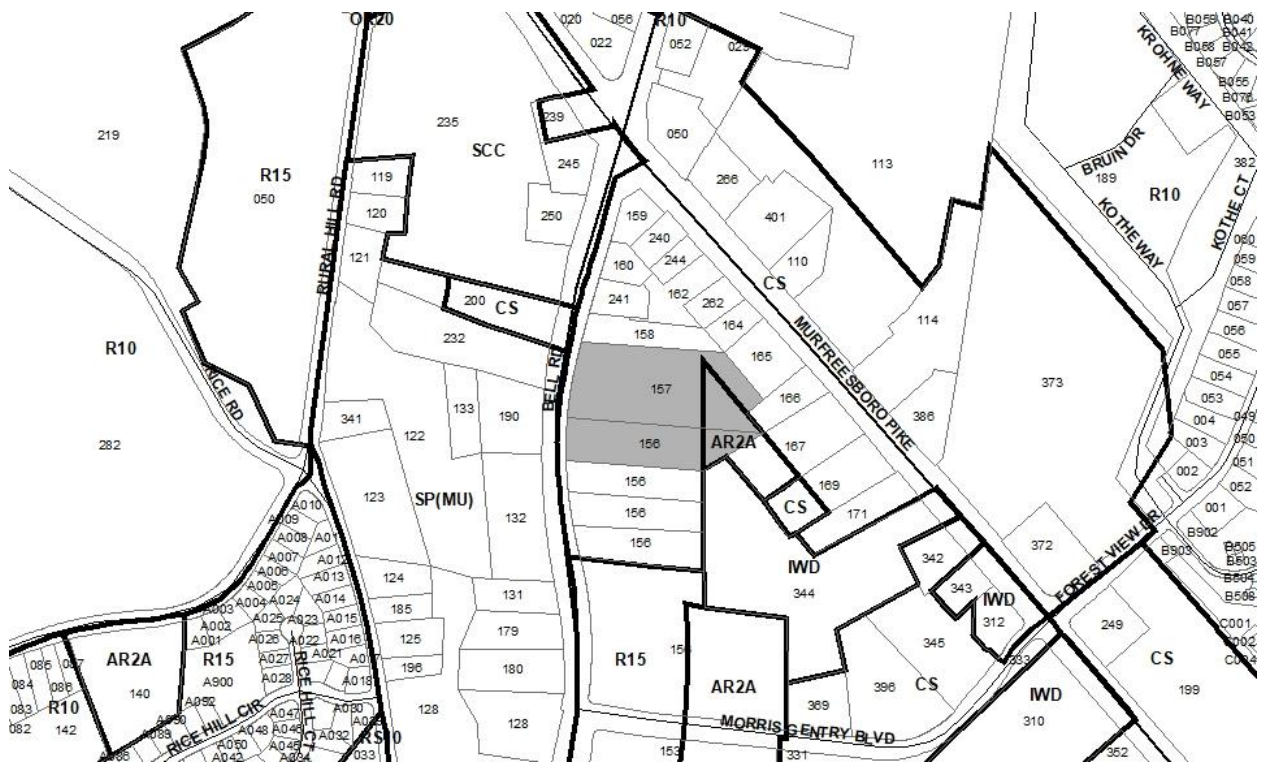 OR20
020
056
022
R10
052
029
KROHNE WAY
B059
B040
B077
B041
B058
B042
B057
B055
B076
B053
219
235
239
SCC
245
050
113
BRUIN DR
189
R10
382
R15
050
119
120
121
RURAL HILL RD
250
159
240
244
160
162
241
262
164
158
165
266
401
110
CS
114
KOTHE WAY
KOTHE CT
060
059
058
057
056
055
054
053
004
003
002
049
050
051
052
001
200
CS
232
R10
RICE RD
282
BELL RD
157
166
MURFREESBORO PIKE
386
373
341
122
133
190
156
AR2A
167
169
CS
171
123
SP(MU)
132
156
156
156
IWD
344
342
343
IWD
312
372
FOREST VIEW DR
B902
B903
B505
B503
B504
B508
A010
A009
A008
A01
A007
A012
A006
A013
A005
A014
A003
A004
A024
A015
A002
A025
A023
A001
A026
A022
A016
A021
A027
A028
A018
124
185
125
196
128
131
179
180
128
R15
AR2A
345
396
CS
369
333
249
CS
199
C001
C002
IWD
310
352
MORRIS GENTRY BLVD
153
331
085
087
084
086
083
082
R10
142
AR2A
140
R15
A900
A052
A089
RICE HILL CIR
A047
A048
A046
A050
A045
A042
A034
RICE HILL CT
A030
A032
RS10
033